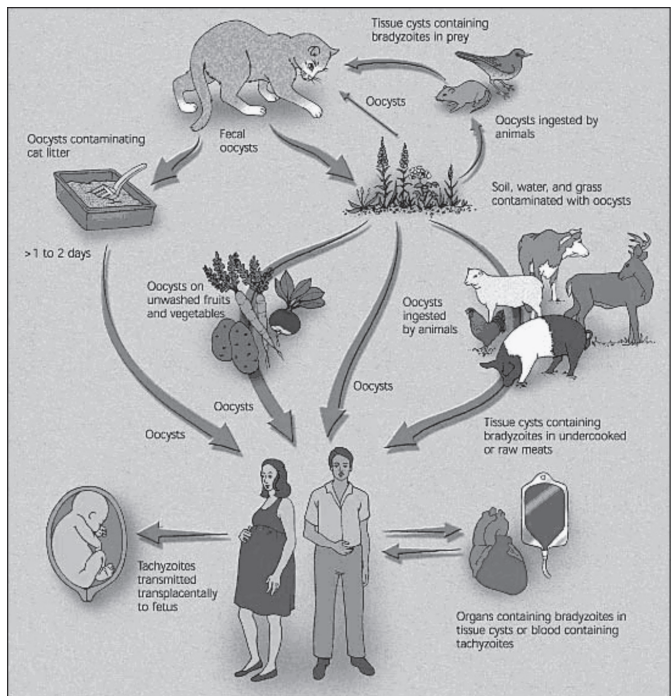 Tissue cysts containing
bradyzoites in prey
Oocysts
Oocysts ingested by
animals
Oocysts contaminating
cat litter
Fecal
oocysts
Soil, water, and grass
contaminated with oocysts
>1 to 2 days
Oocysts on
unwashed fruits
and vegetables
Oocysts
ingested
by animals
Oocysts
Oocysts
Oocysts
Tissue cysts containing
bradyzoites in undercooked
or raw meats
Tachyzoites
transmitted
transplacentally
to fetus
Organs containing bradyzoites in
tissue cysts or blood containing
tachyzoites